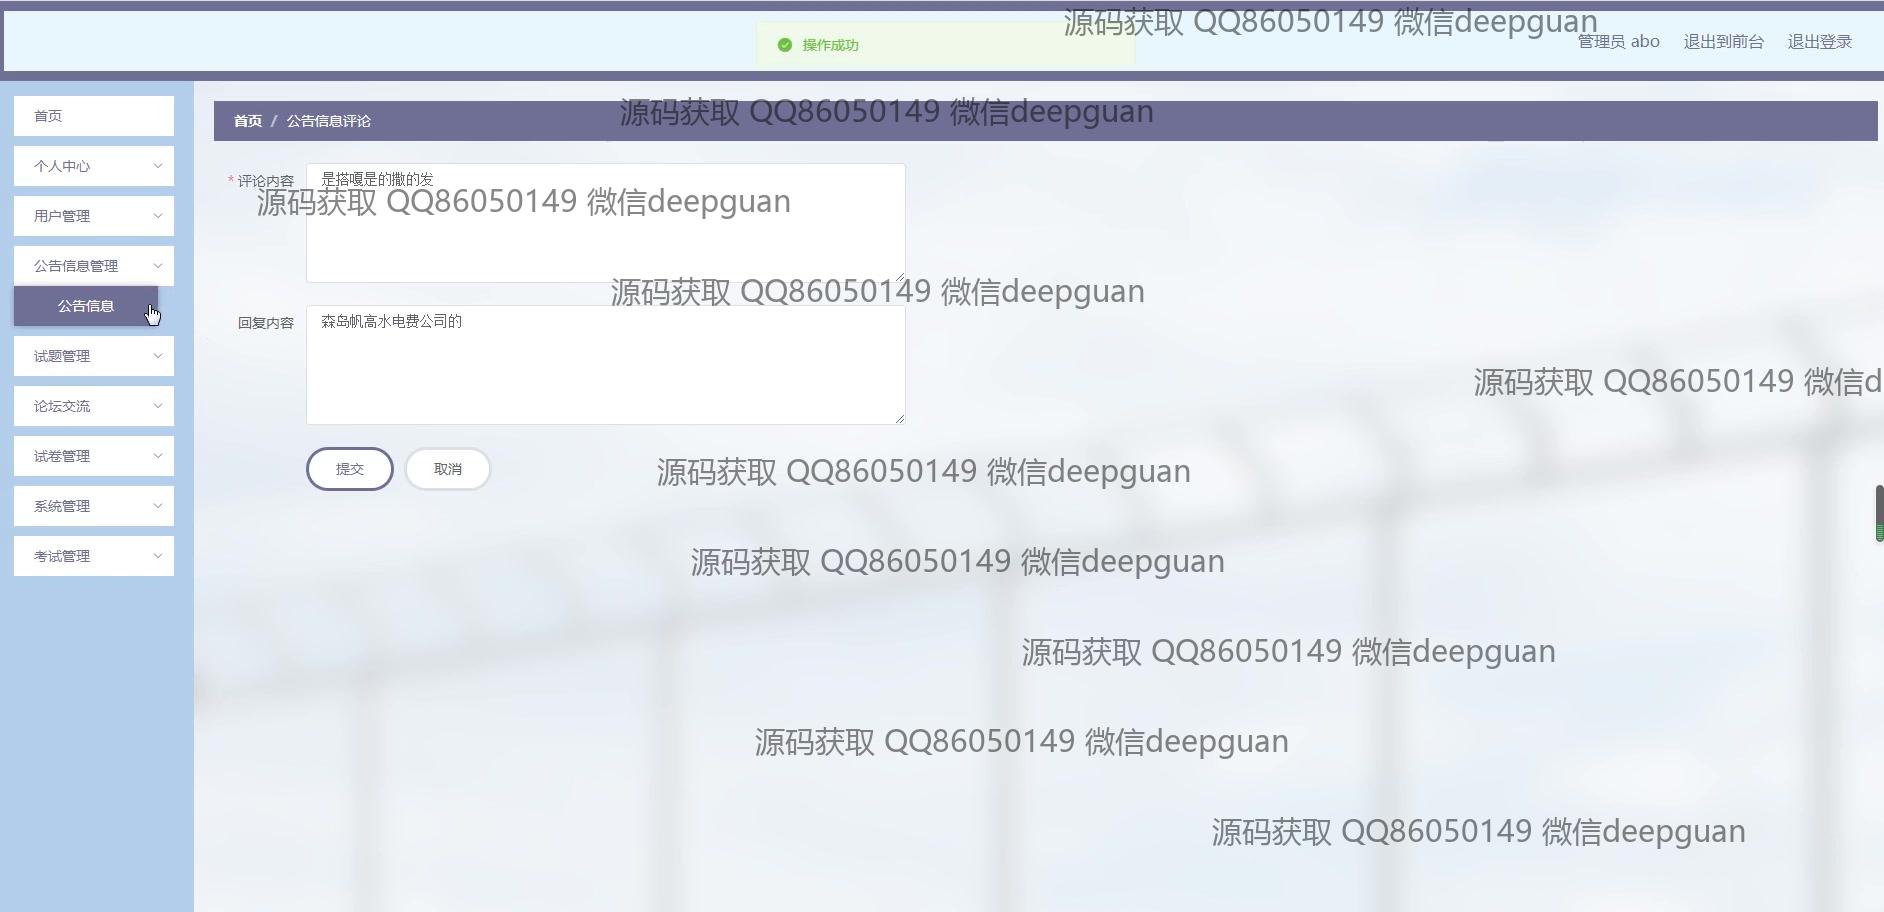 源码获取 QQ86050149 微信deepguan
操作成功
管理员 abo 退出到前台 退出登录
首页
首页 / 公告信息评论
源码获取 QQ86050149 微信deepguan
个人中心
* 评论内容
是搭嘎是的撒的发
源码获取 QQ86050149 微信deepguan
用户管理
公告信息管理
源码获取 QQ86050149 微信deepguan
公告信息
回复内容
森岛帆高水电费公司的
试题管理
源码获取 QQ86050149 微信d
论坛交流
试卷管理
提交
取消
源码获取 QQ86050149 微信deepguan
系统管理
考试管理
源码获取 QQ86050149 微信deepguan
源码获取 QQ86050149 微信deepguan
源码获取 QQ86050149 微信deepguan
源码获取 QQ86050149 微信deepguan